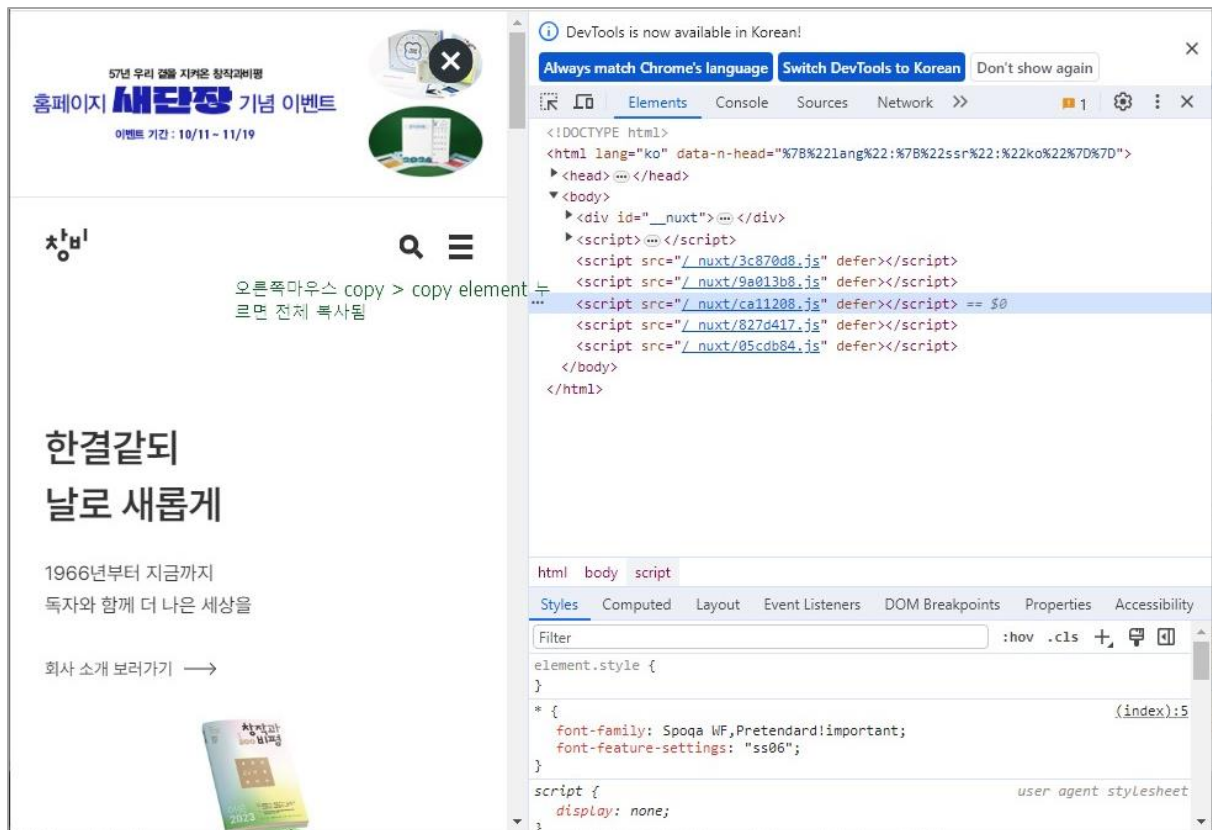 57년 우리 곁을 지켜온 창작과비평
홈페이지 새단장 기념 이벤트
이벤트 기간 : 10/11 ~ 11/19
창비
오른쪽마우스 copy > copy element 누
르면 전체 복사됨
한결같되
날로 새롭게
1966년부터 지금까지
독자와 함께 더 나은 세상을
회사 소개 보러가기
창작과
비평
2023
DevTools is now available in Korean!
Always match Chrome's language Switch DevTools to Korean Don't show again
Elements Console Sources Network 1
<!DOCTYPE html>
<html lang="ko" data-n-head="%7B%22lang%22:%7B%22ssr%22:%22ko%22%7D%7D">
<head> … </head>
<body>
<div id="__nuxt"> … </div>
<script> … </script>
<script src="/_nuxt/3c870d8.js" defer></script>
<script src="/_nuxt/9a013b8.js" defer></script>
… <script src="/_nuxt/ca11208.js" defer></script> == $0
<script src="/_nuxt/827d417.js" defer></script>
<script src="/_nuxt/05cdb84.js" defer></script>
</body>
</html>
html body script
Styles Computed Layout Event Listeners DOM Breakpoints Properties Accessibility
Filter :hov .cls
element.style {
}
* { (index):5
font-family: Spoqa WF,Pretendard!important;
font-feature-settings: "ss06";
}
script { user agent stylesheet
display: none;
}